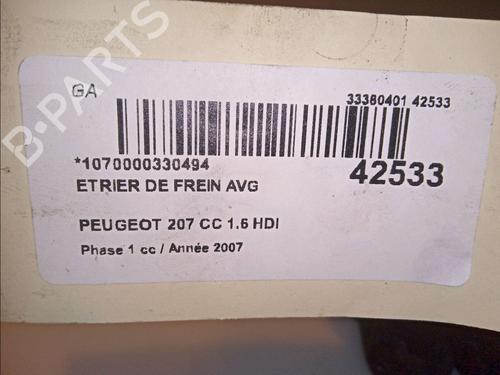 GA
33380401 42533
*1070000330494
42533
ETRIER DE FREIN AVG
PEUGEOT 207 CC 1.6 HDI
Phase 1 cc / Année 2007
B-PARTS